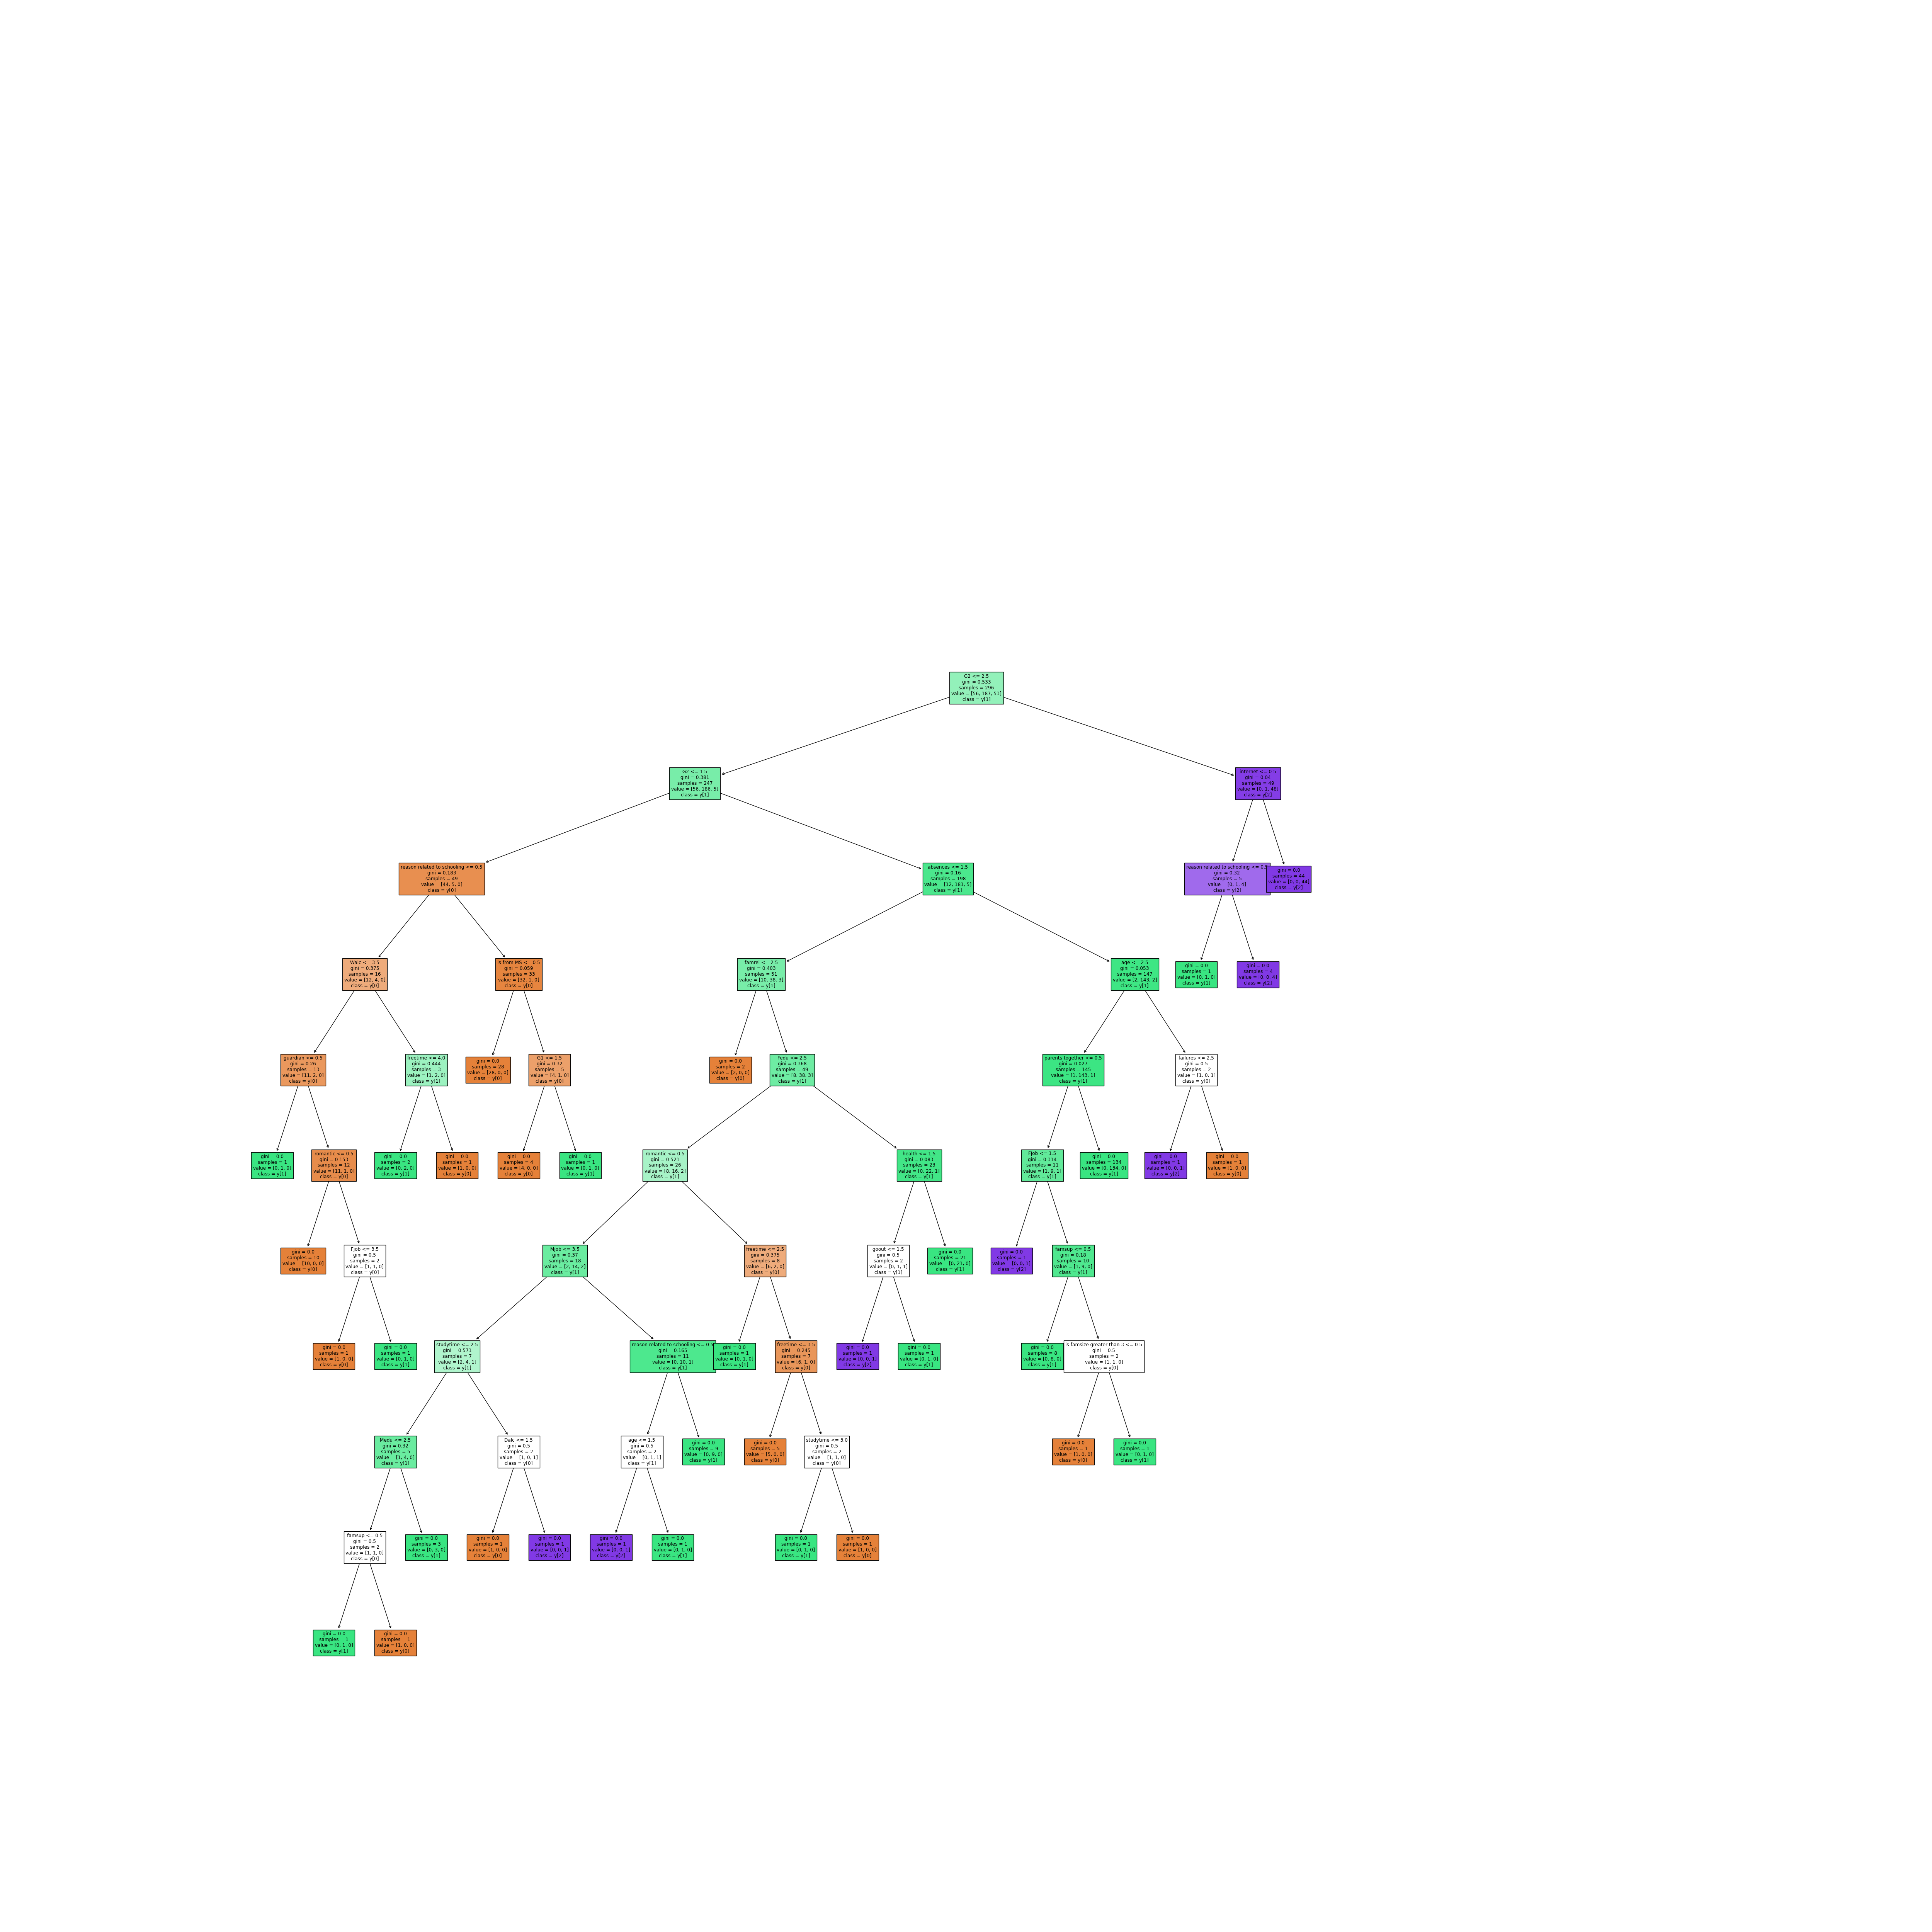 G2 <= 2.5
gini = 0.533
samples = 296
value = [56, 187, 53]
class = y[1]
G2 <= 1.5
gini = 0.381
samples = 247
value = [56, 186, 5]
class = y[1]
internet <= 0.5
gini = 0.04
samples = 49
value = [0, 1, 48]
class = y[2]
reason related to schooling <= 0.5
gini = 0.183
samples = 49
value = [44, 5, 0]
class = y[0]
absences <= 1.5
gini = 0.16
samples = 198
value = [12, 181, 5]
class = y[1]
reason related to schooling <= 0.5
gini = 0.32
samples = 5
value = [0, 1, 4]
class = y[2]
gini = 0.0
samples = 44
value = [0, 0, 44]
class = y[2]
Walc <= 3.5
gini = 0.375
samples = 16
value = [12, 4, 0]
class = y[0]
is from MS <= 0.5
gini = 0.059
samples = 33
value = [32, 1, 0]
class = y[0]
famrel <= 2.5
gini = 0.403
samples = 51
value = [10, 38, 3]
class = y[1]
age <= 2.5
gini = 0.053
samples = 147
value = [2, 143, 2]
class = y[1]
gini = 0.0
samples = 1
value = [0, 1, 0]
class = y[1]
gini = 0.0
samples = 4
value = [0, 0, 4]
class = y[2]
guardian <= 0.5
gini = 0.26
samples = 13
value = [11, 2, 0]
class = y[0]
freetime <= 4.0
gini = 0.444
samples = 3
value = [1, 2, 0]
class = y[1]
gini = 0.0
samples = 28
value = [28, 0, 0]
class = y[0]
G1 <= 1.5
gini = 0.32
samples = 5
value = [4, 1, 0]
class = y[0]
gini = 0.0
samples = 2
value = [2, 0, 0]
class = y[0]
Fedu <= 2.5
gini = 0.368
samples = 49
value = [8, 38, 3]
class = y[1]
parents together <= 0.5
gini = 0.027
samples = 145
value = [1, 143, 1]
class = y[1]
failures <= 2.5
gini = 0.5
samples = 2
value = [1, 0, 1]
class = y[0]
gini = 0.0
samples = 1
value = [0, 1, 0]
class = y[1]
romantic <= 0.5
gini = 0.153
samples = 12
value = [11, 1, 0]
class = y[0]
gini = 0.0
samples = 2
value = [0, 2, 0]
class = y[1]
gini = 0.0
samples = 1
value = [1, 0, 0]
class = y[0]
gini = 0.0
samples = 4
value = [4, 0, 0]
class = y[0]
gini = 0.0
samples = 1
value = [0, 1, 0]
class = y[1]
romantic <= 0.5
gini = 0.521
samples = 26
value = [8, 16, 2]
class = y[1]
health <= 1.5
gini = 0.083
samples = 23
value = [0, 22, 1]
class = y[1]
Fjob <= 1.5
gini = 0.314
samples = 11
value = [1, 9, 1]
class = y[1]
gini = 0.0
samples = 134
value = [0, 134, 0]
class = y[1]
gini = 0.0
samples = 1
value = [0, 0, 1]
class = y[2]
gini = 0.0
samples = 1
value = [1, 0, 0]
class = y[0]
gini = 0.0
samples = 10
value = [10, 0, 0]
class = y[0]
Fjob <= 3.5
gini = 0.5
samples = 2
value = [1, 1, 0]
class = y[0]
Mjob <= 3.5
gini = 0.37
samples = 18
value = [2, 14, 2]
class = y[1]
freetime <= 2.5
gini = 0.375
samples = 8
value = [6, 2, 0]
class = y[0]
goout <= 1.5
gini = 0.5
samples = 2
value = [0, 1, 1]
class = y[1]
gini = 0.0
samples = 21
value = [0, 21, 0]
class = y[1]
gini = 0.0
samples = 1
value = [0, 0, 1]
class = y[2]
famsup <= 0.5
gini = 0.18
samples = 10
value = [1, 9, 0]
class = y[1]
gini = 0.0
samples = 1
value = [1, 0, 0]
class = y[0]
gini = 0.0
samples = 1
value = [0, 1, 0]
class = y[1]
studytime <= 2.5
gini = 0.571
samples = 7
value = [2, 4, 1]
class = y[1]
reason related to schooling <= 0.5
gini = 0.165
samples = 11
value = [0, 10, 1]
class = y[1]
gini = 0.0
samples = 1
value = [0, 1, 0]
class = y[1]
freetime <= 3.5
gini = 0.245
samples = 7
value = [6, 1, 0]
class = y[0]
gini = 0.0
samples = 1
value = [0, 0, 1]
class = y[2]
gini = 0.0
samples = 1
value = [0, 1, 0]
class = y[1]
gini = 0.0
samples = 8
value = [0, 8, 0]
class = y[1]
is famsize greater than 3 <= 0.5
gini = 0.5
samples = 2
value = [1, 1, 0]
class = y[0]
Medu <= 2.5
gini = 0.32
samples = 5
value = [1, 4, 0]
class = y[1]
Dalc <= 1.5
gini = 0.5
samples = 2
value = [1, 0, 1]
class = y[0]
age <= 1.5
gini = 0.5
samples = 2
value = [0, 1, 1]
class = y[1]
gini = 0.0
samples = 9
value = [0, 9, 0]
class = y[1]
gini = 0.0
samples = 5
value = [5, 0, 0]
class = y[0]
studytime <= 3.0
gini = 0.5
samples = 2
value = [1, 1, 0]
class = y[0]
gini = 0.0
samples = 1
value = [1, 0, 0]
class = y[0]
gini = 0.0
samples = 1
value = [0, 1, 0]
class = y[1]
famsup <= 0.5
gini = 0.5
samples = 2
value = [1, 1, 0]
class = y[0]
gini = 0.0
samples = 3
value = [0, 3, 0]
class = y[1]
gini = 0.0
samples = 1
value = [1, 0, 0]
class = y[0]
gini = 0.0
samples = 1
value = [0, 0, 1]
class = y[2]
gini = 0.0
samples = 1
value = [0, 0, 1]
class = y[2]
gini = 0.0
samples = 1
value = [0, 1, 0]
class = y[1]
gini = 0.0
samples = 1
value = [0, 1, 0]
class = y[1]
gini = 0.0
samples = 1
value = [1, 0, 0]
class = y[0]
gini = 0.0
samples = 1
value = [0, 1, 0]
class = y[1]
gini = 0.0
samples = 1
value = [1, 0, 0]
class = y[0]